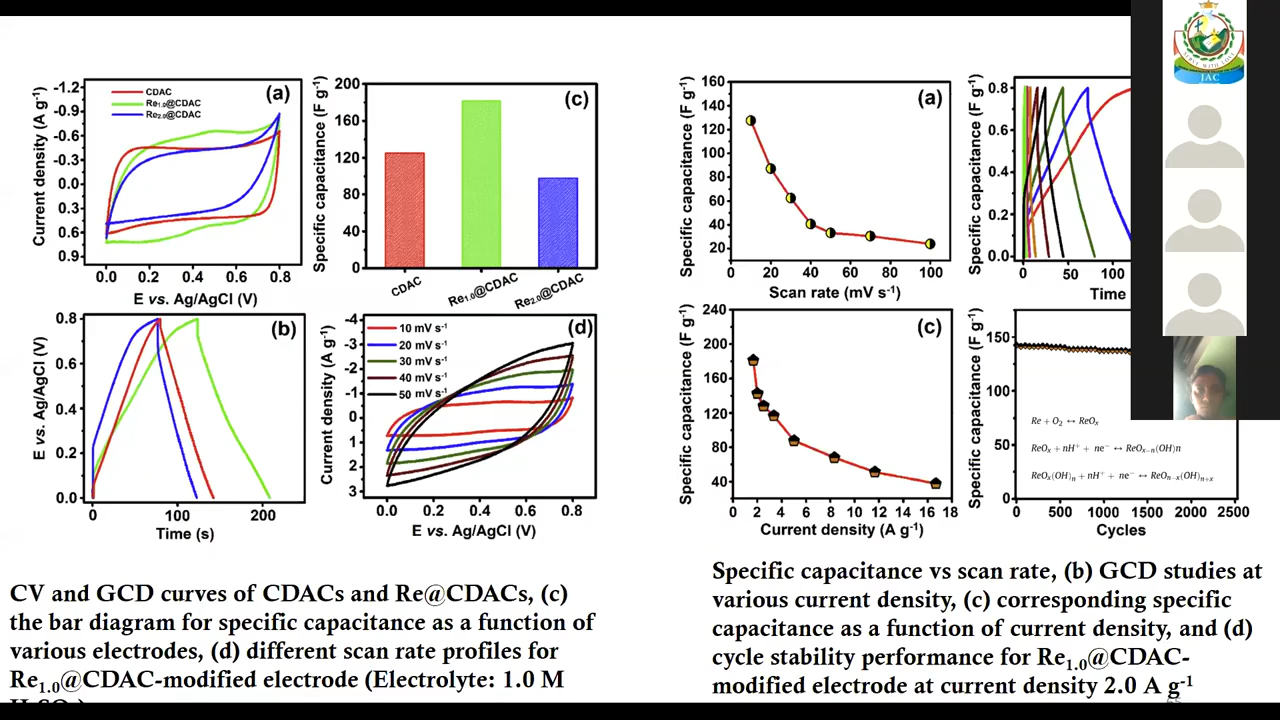 (a)
CDAC
Re1.0@CDAC
Re2.0@CDAC
Current density (A g-1)
-1.2
-0.9
-0.6
-0.3
0.0
0.3
0.6
0.9
0.0 0.2 0.4 0.6 0.8
E vs. Ag/AgCl (V)
(c)
Specific capacitance (F g-1)
200
160
120
80
40
0
CDAC Re1.0@CDAC Re2.0@CDAC
(b)
E vs. Ag/AgCl (V)
0.8
0.6
0.4
0.2
0.0
0 100 200
Time (s)
(d)
10 mV s-1
20 mV s-1
30 mV s-1
40 mV s-1
50 mV s-1
Current density (A g-1)
-4
-3
-2
-1
0
1
2
3
0.0 0.2 0.4 0.6 0.8
E vs. Ag/AgCl (V)
CV and GCD curves of CDACs and Re@CDACs, (c)
the bar diagram for specific capacitance as a function of
various electrodes, (d) different scan rate profiles for
Re1.0@CDAC-modified electrode (Electrolyte: 1.0 M
(a)
Specific capacitance (F g-1)
160
140
120
100
80
60
40
20
0 20 40 60 80 100
Scan rate (mV s-1)
Specific capacitance (F g-1)
0.8
0.6
0.4
0.2
0.0
0 50 100
Time
(c)
Specific capacitance (F g-1)
240
200
160
120
80
40
0 2 4 6 8 10 12 14 16 18
Current density (A g-1)
Specific capacitance (F g-1)
150
100
50
0
Re + O2 ↔ ReOx
ReOx + nH+ + ne− ↔ ReOx−n(OH)n
ReOx(OH)n + nH+ + ne− ↔ ReOn−x(OH)n+x
0 500 1000 1500 2000 2500
Cycles
Specific capacitance vs scan rate, (b) GCD studies at
various current density, (c) corresponding specific
capacitance as a function of current density, and (d)
cycle stability performance for Re1.0@CDAC-
modified electrode at current density 2.0 A g-1
SERVE WITH LOVE
JAC